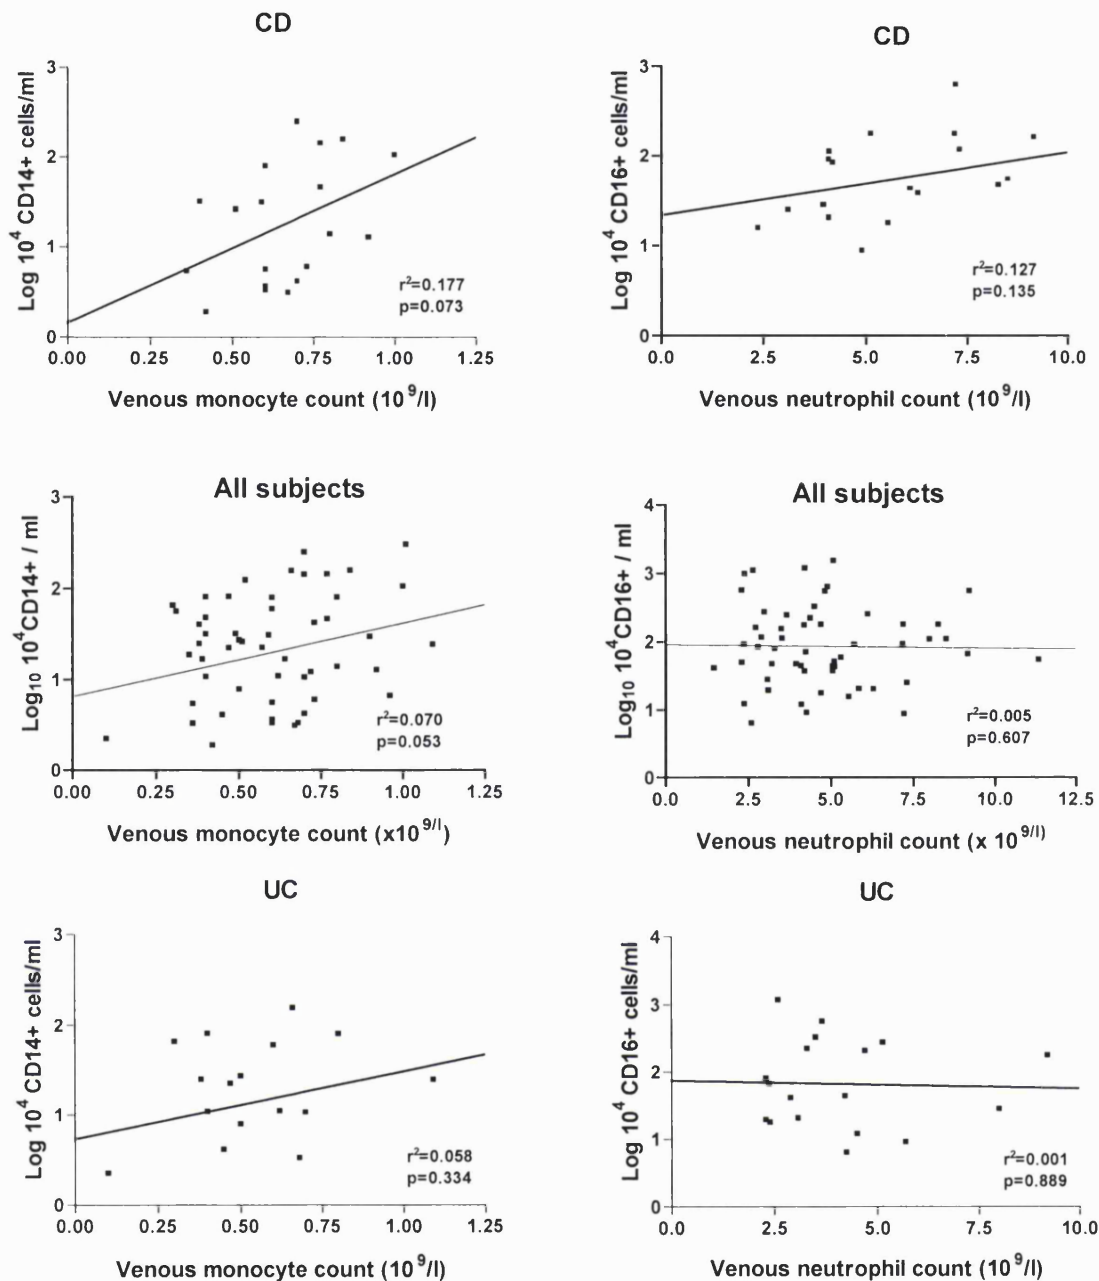 CD
Log 10⁴ CD14+ cells/ml
3
2
1
0
r²=0.177
p=0.073
0.00 0.25 0.50 0.75 1.00 1.25
Venous monocyte count (10⁹/l)
CD
Log 10⁴ CD16+ cells/ml
3
2
1
0
r²=0.127
p=0.135
0.0 2.5 5.0 7.5 10.0
Venous neutrophil count (10⁹/l)
All subjects
Log₁₀ 10⁴CD14+ / ml
3
2
1
0
r²=0.070
p=0.053
0.00 0.25 0.50 0.75 1.00 1.25
Venous monocyte count (x10⁹/ˡ)
All subjects
Log₁₀ 10⁴CD16+ / ml
4
3
2
1
0
r²=0.005
p=0.607
0.0 2.5 5.0 7.5 10.0 12.5
Venous neutrophil count (x 10⁹/ˡ⁾
UC
Log 10⁴ CD14+ cells/ml
3
2
1
0
r²=0.058
p=0.334
0.00 0.25 0.50 0.75 1.00 1.25
Venous monocyte count (10⁹/l)
UC
Log 10⁴ CD16+ cells/ml
4
3
2
1
0
r²=0.001
p=0.889
0.0 2.5 5.0 7.5 10.0
Venous neutrophil count (10⁹/l)